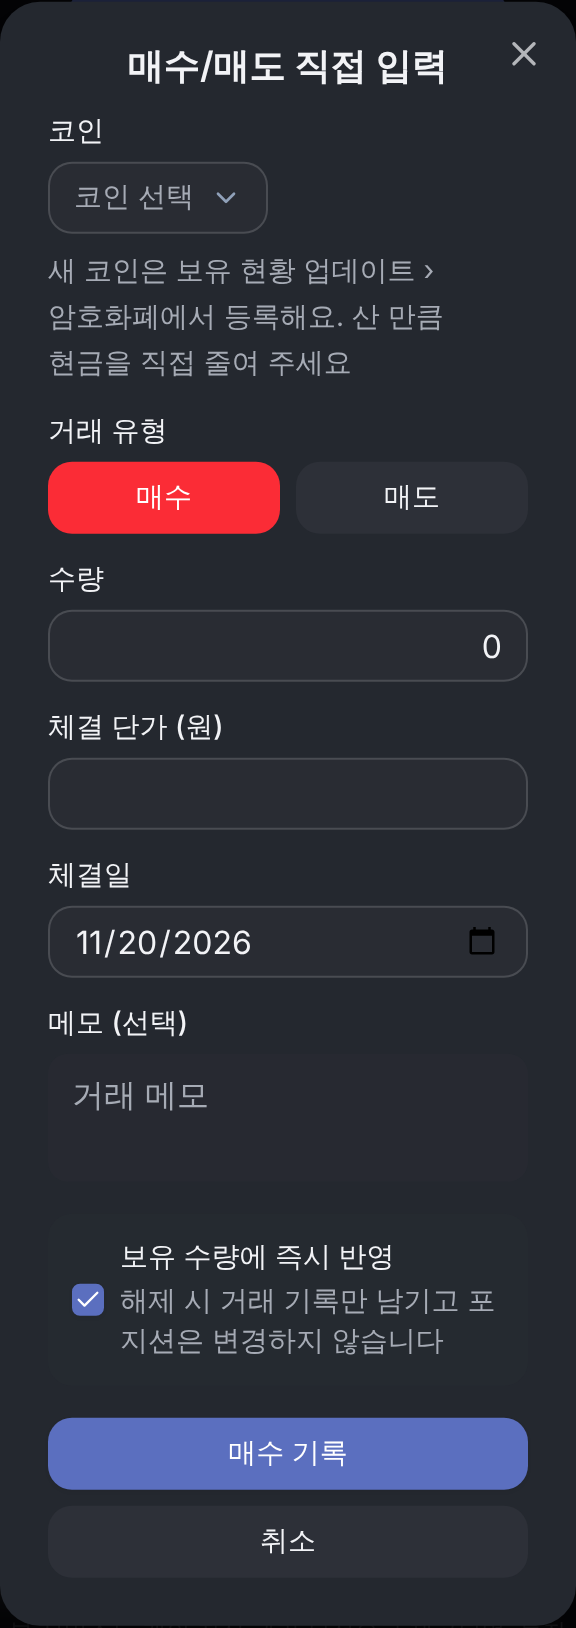 매수/매도 직접 입력
코인
코인 선택
새 코인은 보유 현황 업데이트 ›
암호화폐에서 등록해요. 산 만큼
현금을 직접 줄여 주세요
거래 유형
매수
매도
수량
0
체결 단가 (원)
체결일
11/20/2026
메모 (선택)
거래 메모
보유 수량에 즉시 반영
해제 시 거래 기록만 남기고 포
지션은 변경하지 않습니다
매수 기록
취소